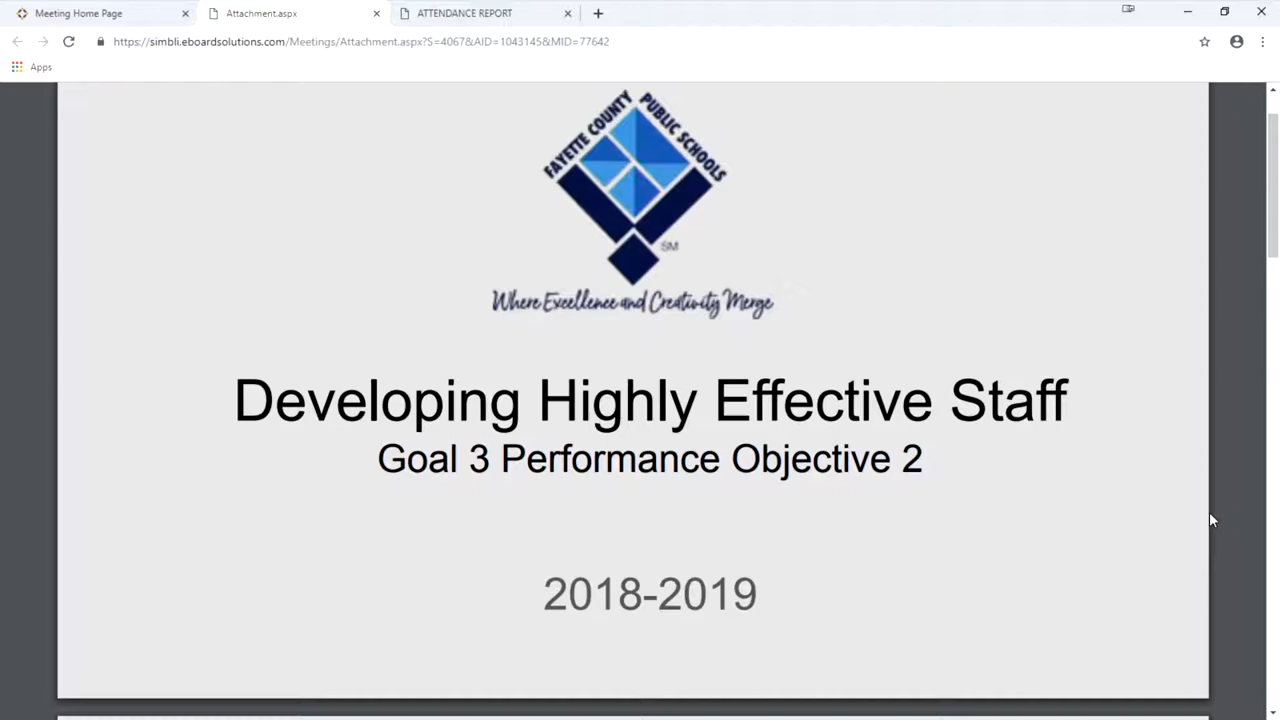 Meeting Home Page
Attachment.aspx
ATTENDANCE REPORT
https://simbli.eboardsolutions.com/Meetings/Attachment.aspx?S=4067&AID=1043145&MID=77642
Apps
FAYETTE COUNTY PUBLIC SCHOOLS
SM
Where Excellence and Creativity Merge
Developing Highly Effective Staff
Goal 3 Performance Objective 2
2018-2019